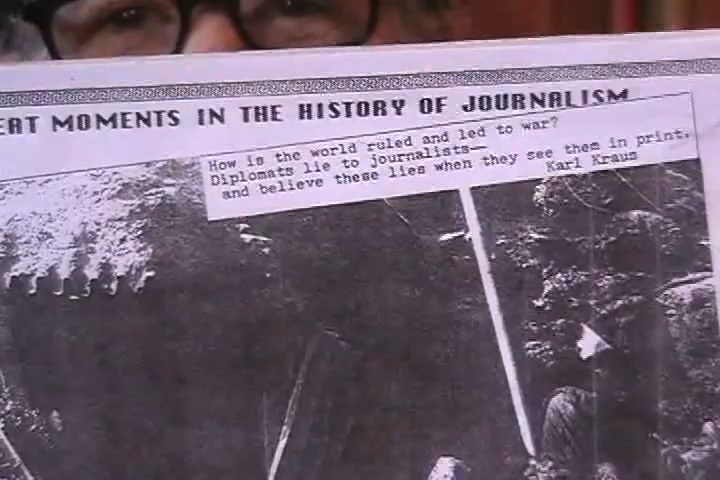 EAT MOMENTS IN THE HISTORY OF JOURNALISM
How is the world ruled and led to war?
Diplomats lie to journalists—
and believe these lies when they see them in print.
Karl Kraus